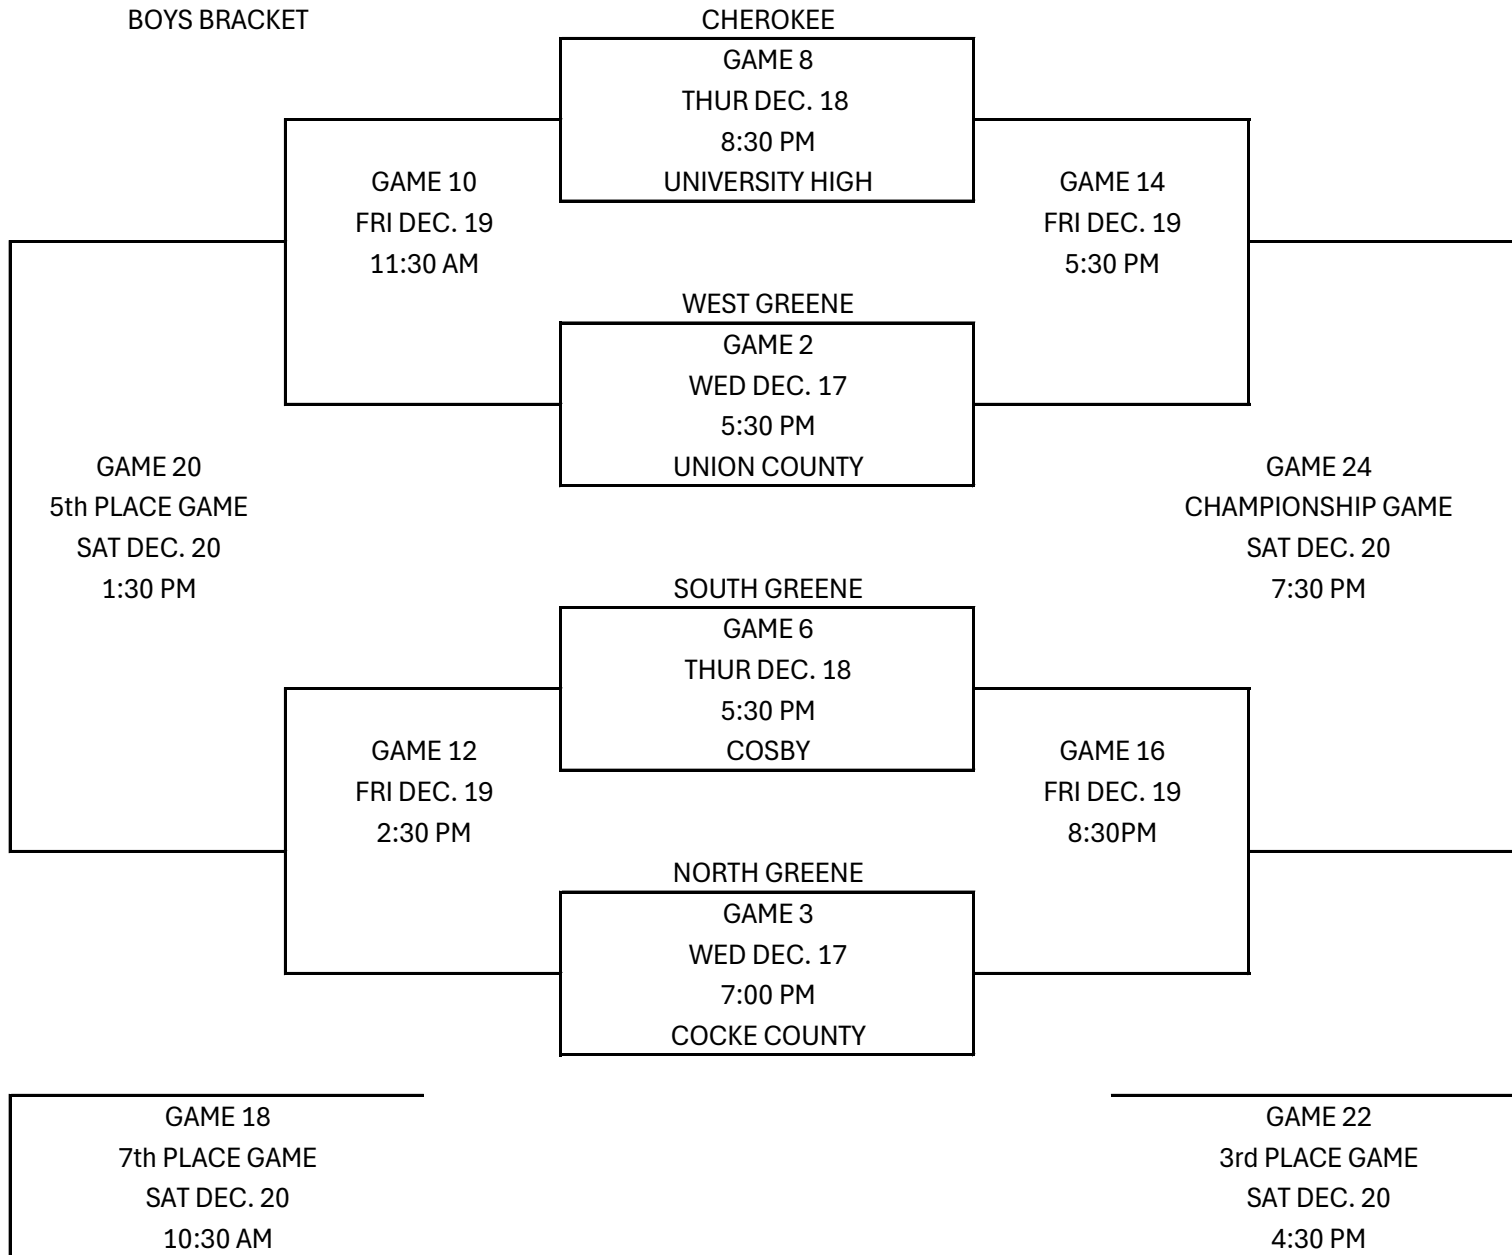 BOYS BRACKET
CHEROKEE
GAME 8
THUR DEC. 18
8:30 PM
UNIVERSITY HIGH
GAME 10
FRI DEC. 19
11:30 AM
GAME 14
FRI DEC. 19
5:30 PM
WEST GREENE
GAME 2
WED DEC. 17
5:30 PM
UNION COUNTY
GAME 20
5th PLACE GAME
SAT DEC. 20
1:30 PM
GAME 24
CHAMPIONSHIP GAME
SAT DEC. 20
7:30 PM
SOUTH GREENE
GAME 6
THUR DEC. 18
5:30 PM
COSBY
GAME 12
FRI DEC. 19
2:30 PM
GAME 16
FRI DEC. 19
8:30PM
NORTH GREENE
GAME 3
WED DEC. 17
7:00 PM
COCKE COUNTY
GAME 18
7th PLACE GAME
SAT DEC. 20
10:30 AM
GAME 22
3rd PLACE GAME
SAT DEC. 20
4:30 PM